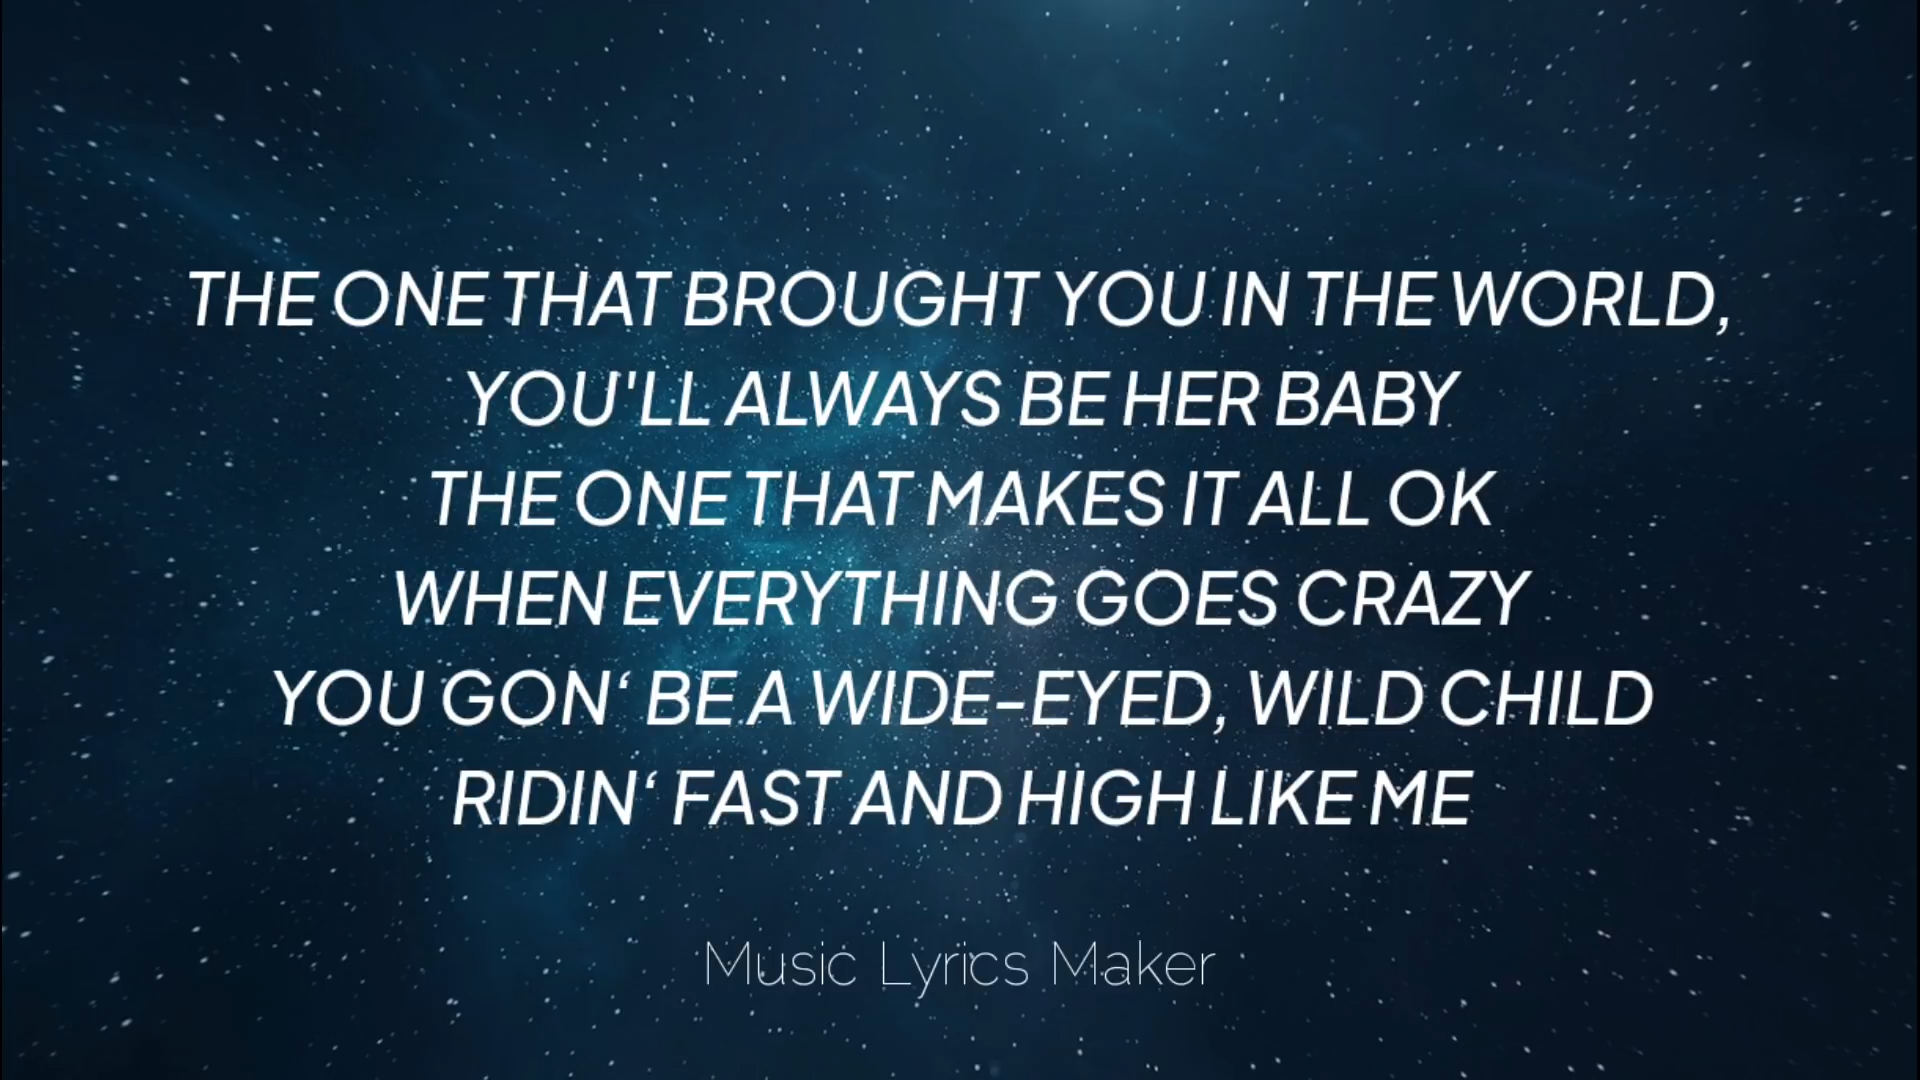 THE ONE THAT BROUGHT YOU IN THE WORLD,
YOU'LL ALWAYS BE HER BABY
THE ONE THAT MAKES IT ALL OK
WHEN EVERYTHING GOES CRAZY
YOU GON‘ BE A WIDE-EYED, WILD CHILD
RIDIN‘ FAST AND HIGH LIKE ME
Music Lyrics Maker